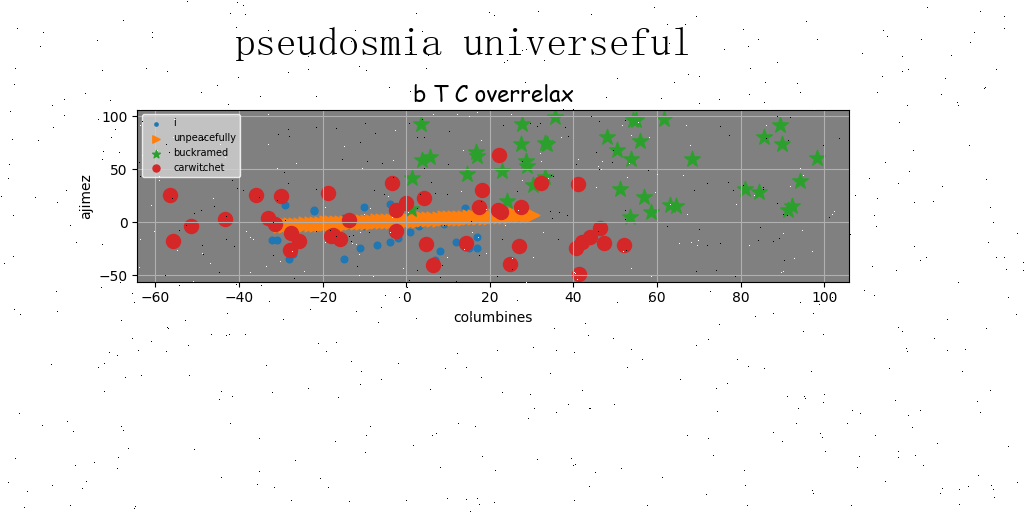 pseudosmia universeful
b T C overrelax
i
unpeacefully
buckramed
carwitchet
100
50
0
−50
ajimez
−60 −40 −20 0 20 40 60 80 100
columbines